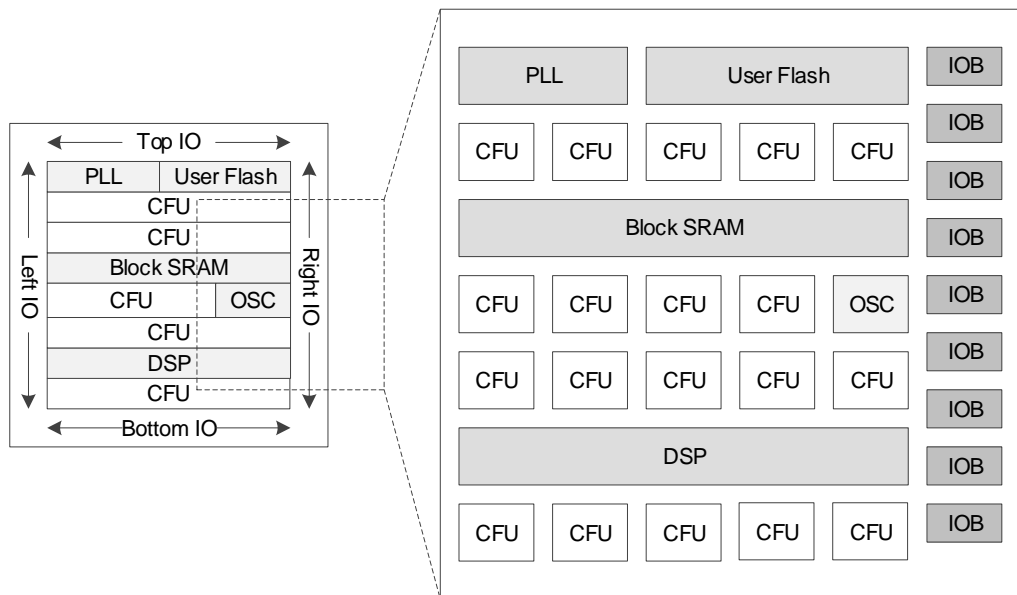 Top IO
PLL User Flash
CFU
CFU
Block SRAM
CFU OSC
CFU
DSP
CFU
Bottom IO
Left IO
Right IO
PLL User Flash IOB
IOB
CFU CFU CFU CFU CFU
IOB
Block SRAM IOB
CFU CFU CFU CFU OSC IOB
IOB
CFU CFU CFU CFU CFU
IOB
DSP IOB
CFU CFU CFU CFU CFU IOB